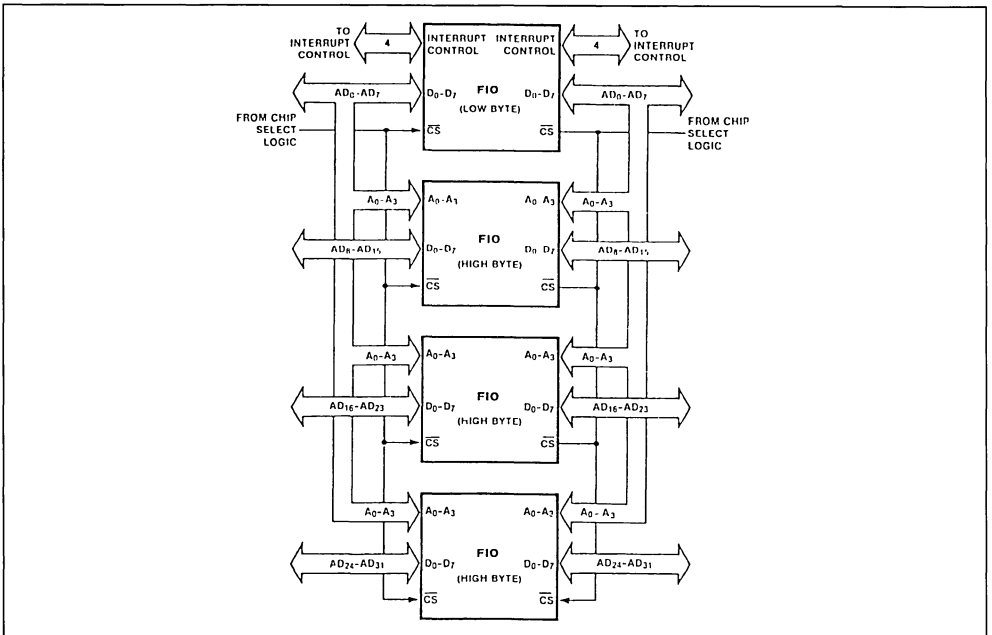 TO
INTERRUPT
CONTROL
4
INTERRUPT INTERRUPT
CONTROL CONTROL
4
TO
INTERRUPT
CONTROL
AD0-AD7
D0-D7
FIO
(LOW BYTE)
D0-D7
AD0-AD7
FROM CHIP
SELECT
LOGIC
CS
CS
FROM CHIP
SELECT
LOGIC
A0-A3
A0-A3
A0-A3
A0-A3
AD8-AD15
D0-D7
FIO
(HIGH BYTE)
D0-D7
AD8-AD15
CS
CS
A0-A3
A0-A3
A0-A3
A0-A3
AD16-AD23
D0-D7
FIO
(HIGH BYTE)
D0-D7
AD16-AD23
CS
CS
A0-A3
A0-A3
A0-A2
A0-A3
AD24-AD31
D0-D7
FIO
(HIGH BYTE)
D0-D7
AD24-AD31
CS
CS